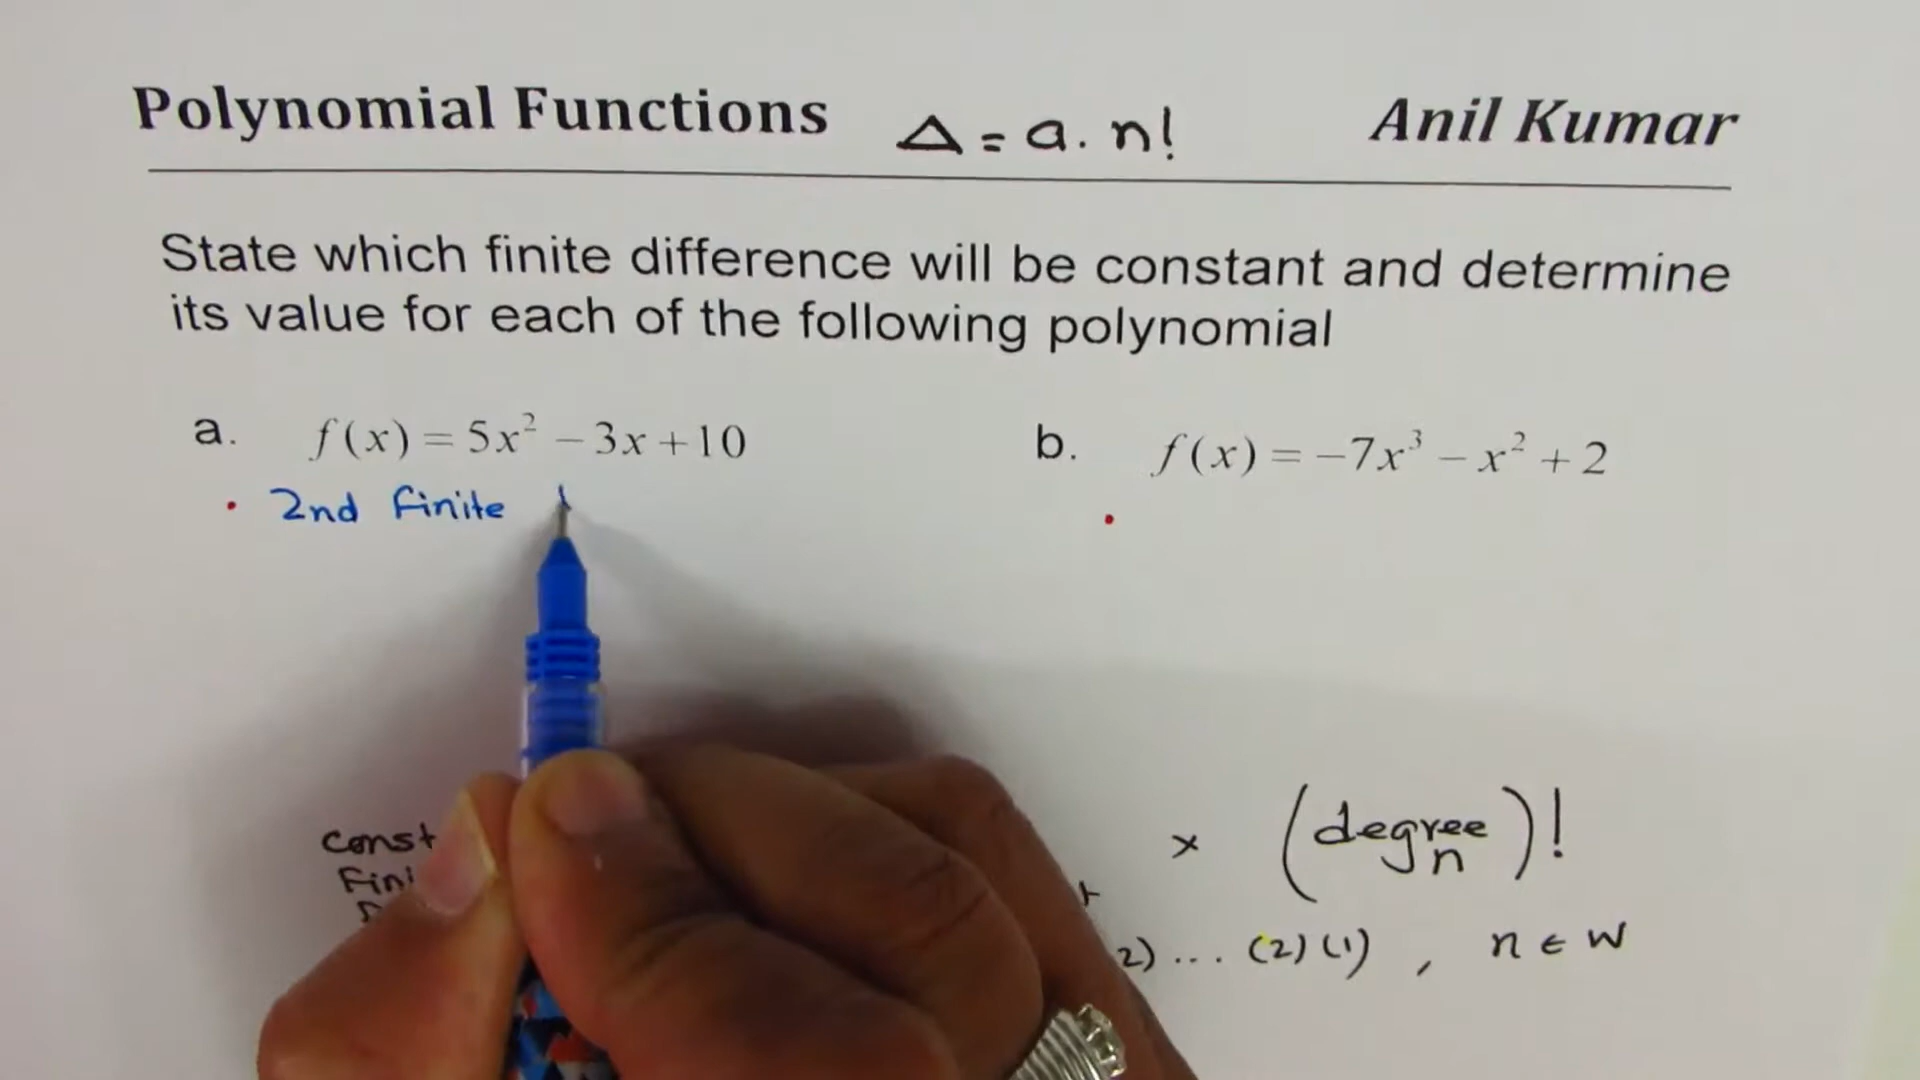 Polynomial Functions Δ = a. n! Anil Kumar
State which finite difference will be constant and determine
its value for each of the following polynomial
a. f(x) = 5x² − 3x + 10
b. f(x) = −7x³ − x² + 2
• 2nd finite
•
const
Fini
× (degree n)!
2) ... (2)(1) , n ∈ W